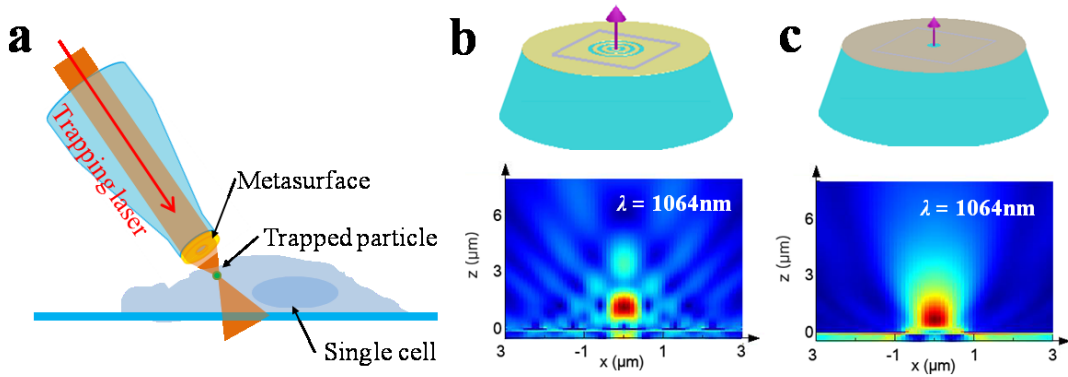 a
Trapping laser
Metasurface
Trapped particle
Single cell
b
λ = 1064nm
z (µm)
6
3
0
3
-1
1
3
x (µm)
c
λ = 1064nm
z (µm)
6
3
0
3
-1
1
3
x (µm)